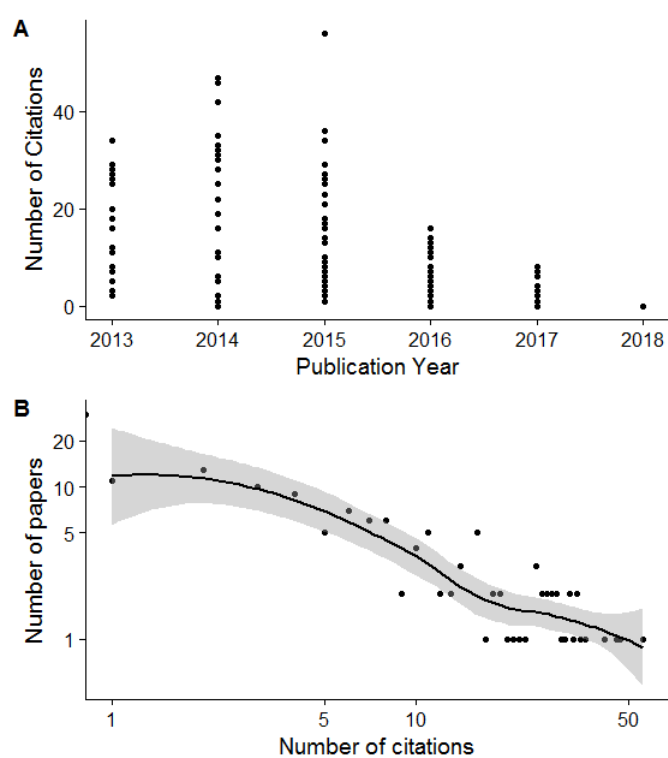 A
Number of Citations
40
20
0
2013 2014 2015 2016 2017 2018
Publication Year
B
Number of papers
20
10
5
1
1 5 10 50
Number of citations